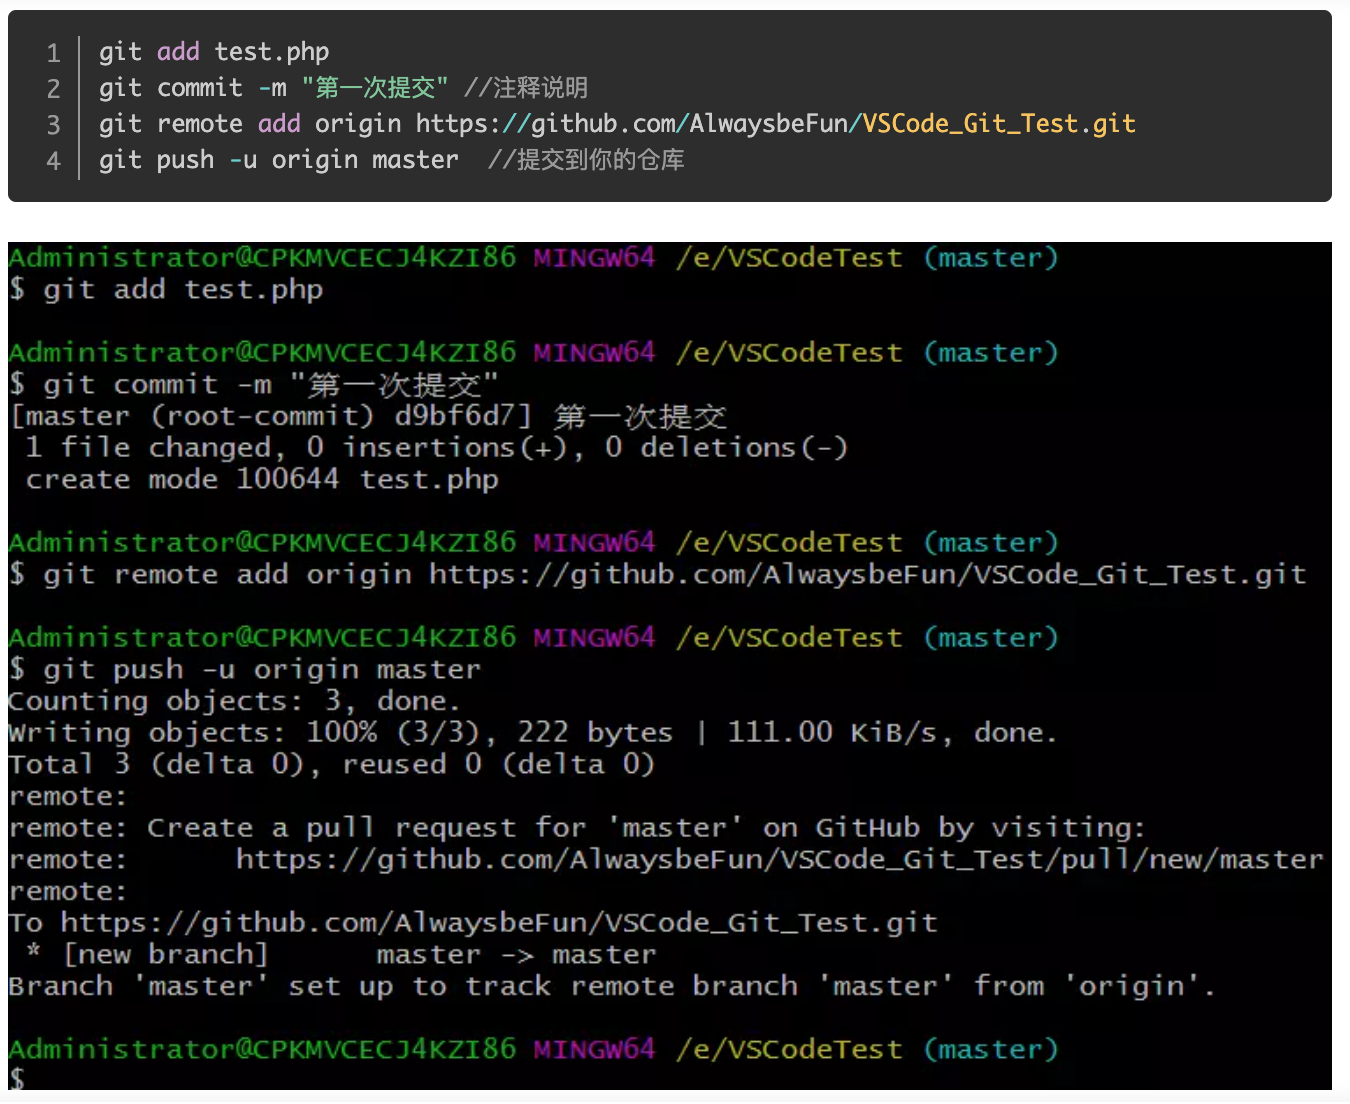 1 git add test.php
2 git commit -m "第一次提交" //注释说明
3 git remote add origin https://github.com/AlwaysbeFun/VSCode_Git_Test.git
4 git push -u origin master  //提交到你的仓库
Administrator@CPKMVCECJ4KZI86 MINGW64 /e/VSCodeTest (master)
$ git add test.php
Administrator@CPKMVCECJ4KZI86 MINGW64 /e/VSCodeTest (master)
$ git commit -m "第一次提交"
[master (root-commit) d9bf6d7] 第一次提交
 1 file changed, 0 insertions(+), 0 deletions(-)
 create mode 100644 test.php
Administrator@CPKMVCECJ4KZI86 MINGW64 /e/VSCodeTest (master)
$ git remote add origin https://github.com/AlwaysbeFun/VSCode_Git_Test.git
Administrator@CPKMVCECJ4KZI86 MINGW64 /e/VSCodeTest (master)
$ git push -u origin master
Counting objects: 3, done.
Writing objects: 100% (3/3), 222 bytes | 111.00 KiB/s, done.
Total 3 (delta 0), reused 0 (delta 0)
remote:
remote: Create a pull request for 'master' on GitHub by visiting:
remote:      https://github.com/AlwaysbeFun/VSCode_Git_Test/pull/new/master
remote:
To https://github.com/AlwaysbeFun/VSCode_Git_Test.git
 * [new branch]      master -> master
Branch 'master' set up to track remote branch 'master' from 'origin'.
Administrator@CPKMVCECJ4KZI86 MINGW64 /e/VSCodeTest (master)
$